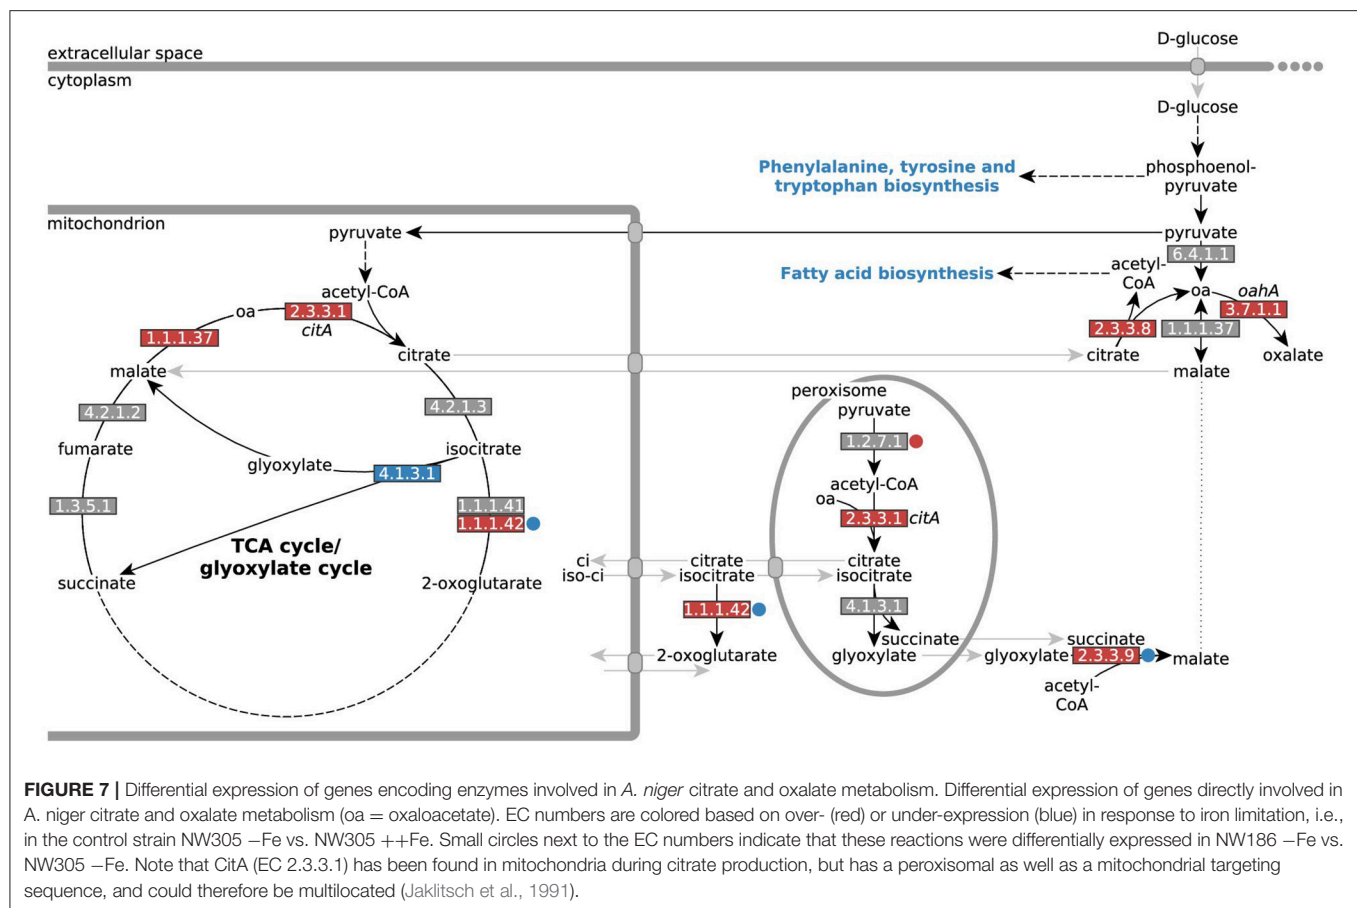 extracellular space
cytoplasm
D-glucose
D-glucose
Phenylalanine, tyrosine and
tryptophan biosynthesis
phosphoenol-
pyruvate
mitochondrion
pyruvate
pyruvate
6.4.1.1
Fatty acid biosynthesis
acetyl-
CoA
oa
oahA
3.7.1.1
2.3.3.8
1.1.1.37
citrate
oxalate
malate
acetyl-CoA
oa
2.3.3.1
citA
1.1.1.37
citrate
malate
4.2.1.2
4.2.1.3
fumarate
isocitrate
glyoxylate
4.1.3.1
1.3.5.1
1.1.1.41
1.1.1.42
TCA cycle/
glyoxylate cycle
succinate
2-oxoglutarate
peroxisome
pyruvate
1.2.7.1
acetyl-CoA
oa
2.3.3.1
citA
ci
iso-ci
citrate
isocitrate
citrate
isocitrate
1.1.1.42
4.1.3.1
2-oxoglutarate
succinate
glyoxylate
succinate
glyoxylate
2.3.3.9
malate
acetyl-
CoA
FIGURE 7 | Differential expression of genes encoding enzymes involved in A. niger citrate and oxalate metabolism. Differential expression of genes directly involved in
A. niger citrate and oxalate metabolism (oa = oxaloacetate). EC numbers are colored based on over- (red) or under-expression (blue) in response to iron limitation, i.e.,
in the control strain NW305 −Fe vs. NW305 ++Fe. Small circles next to the EC numbers indicate that these reactions were differentially expressed in NW186 −Fe vs.
NW305 −Fe. Note that CitA (EC 2.3.3.1) has been found in mitochondria during citrate production, but has a peroxisomal as well as a mitochondrial targeting
sequence, and could therefore be multilocated (Jaklitsch et al., 1991).